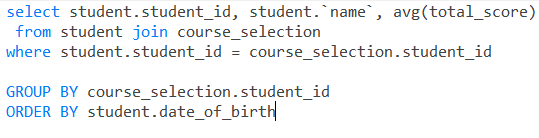 select student.student_id, student.`name`, avg(total_score)
from student join course_selection
where student.student_id = course_selection.student_id
GROUP BY course_selection.student_id
ORDER BY student.date_of_birth